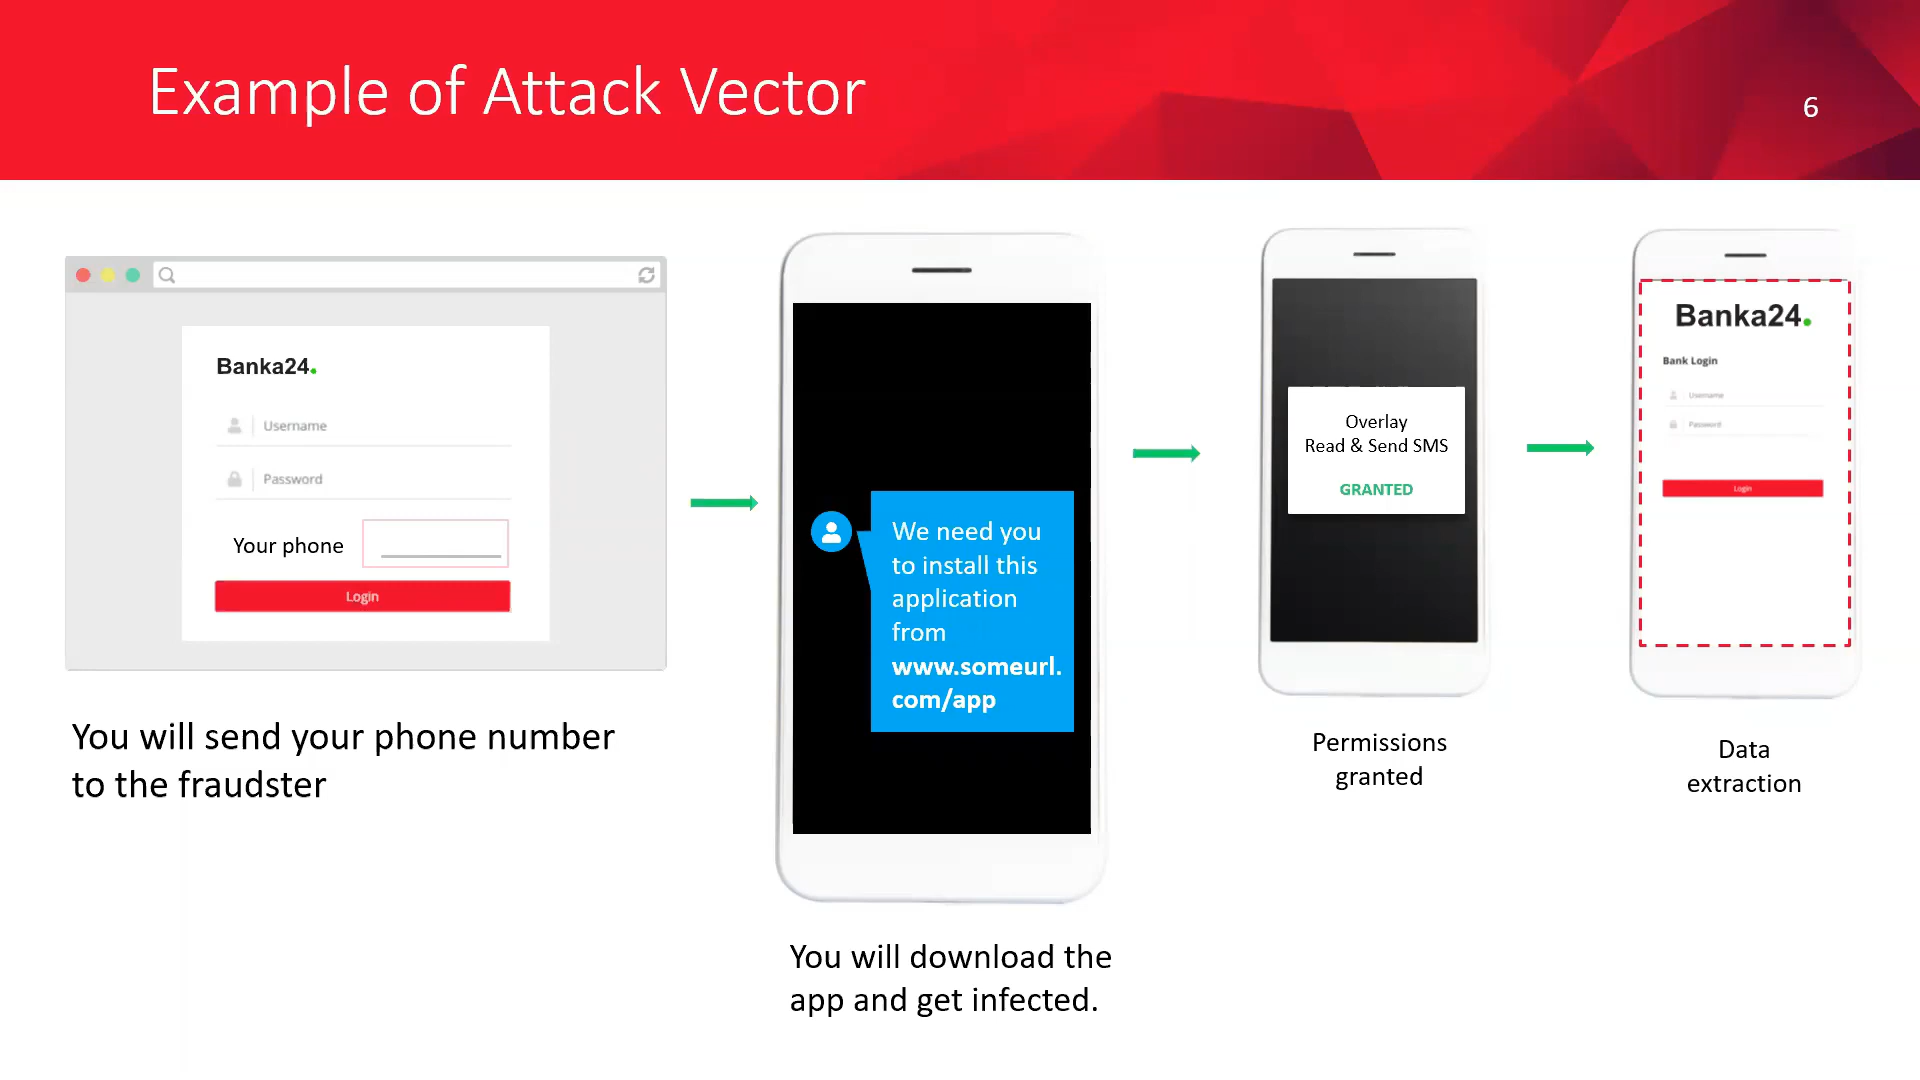 Example of Attack Vector
6
Banka24.
Username
Password
Your phone
Login
You will send your phone number
to the fraudster
We need you
to install this
application
from
www.someurl.
com/app
You will download the
app and get infected.
Overlay
Read & Send SMS
GRANTED
Permissions
granted
Banka24.
Bank Login
Username
Password
Login
Data
extraction